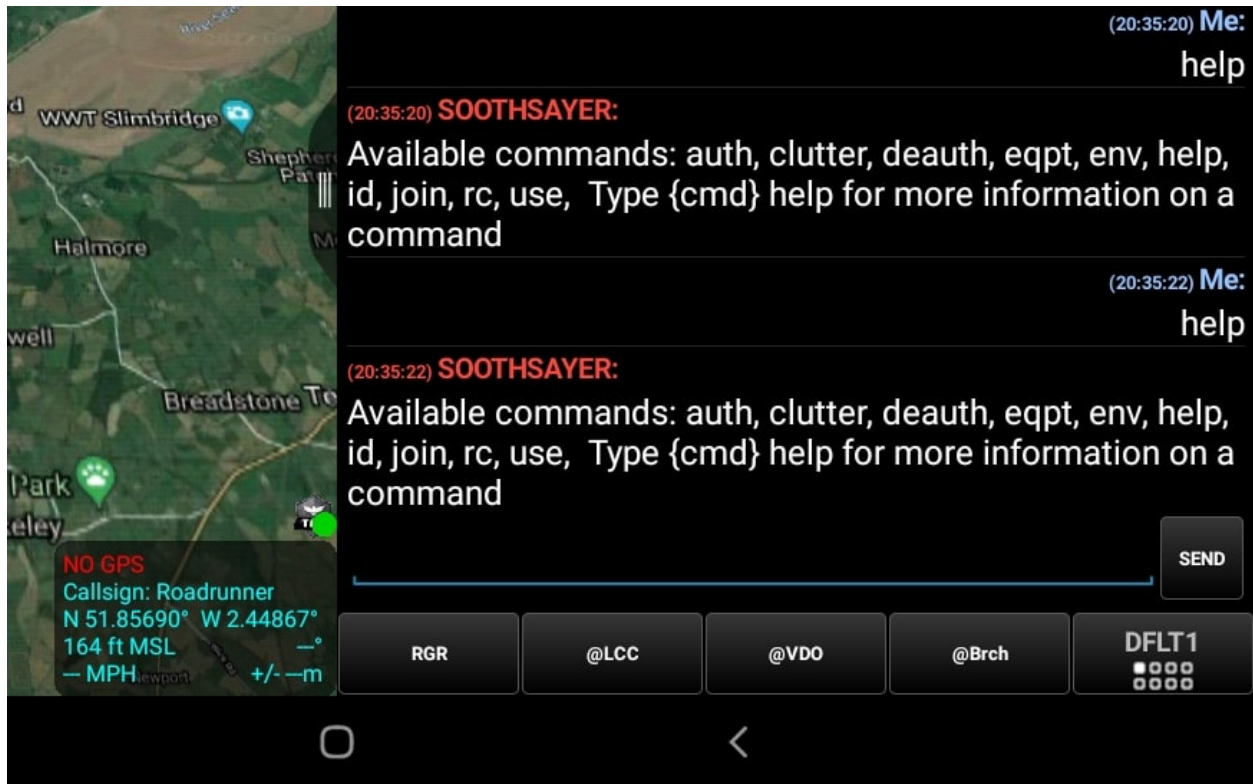 WWT Slimbridge
Halmore
well
Breadstone
Park
eley
NO GPS
Callsign: Roadrunner
N 51.85690° W 2.44867°
164 ft MSL ---°
--- MPH +/- ---m
(20:35:20) Me:
help
(20:35:20) SOOTHSAYER:
Available commands: auth, clutter, deauth, eqpt, env, help,
id, join, rc, use,  Type {cmd} help for more information on a
command
(20:35:22) Me:
help
(20:35:22) SOOTHSAYER:
Available commands: auth, clutter, deauth, eqpt, env, help,
id, join, rc, use,  Type {cmd} help for more information on a
command
SEND
RGR
@LCC
@VDO
@Brch
DFLT1